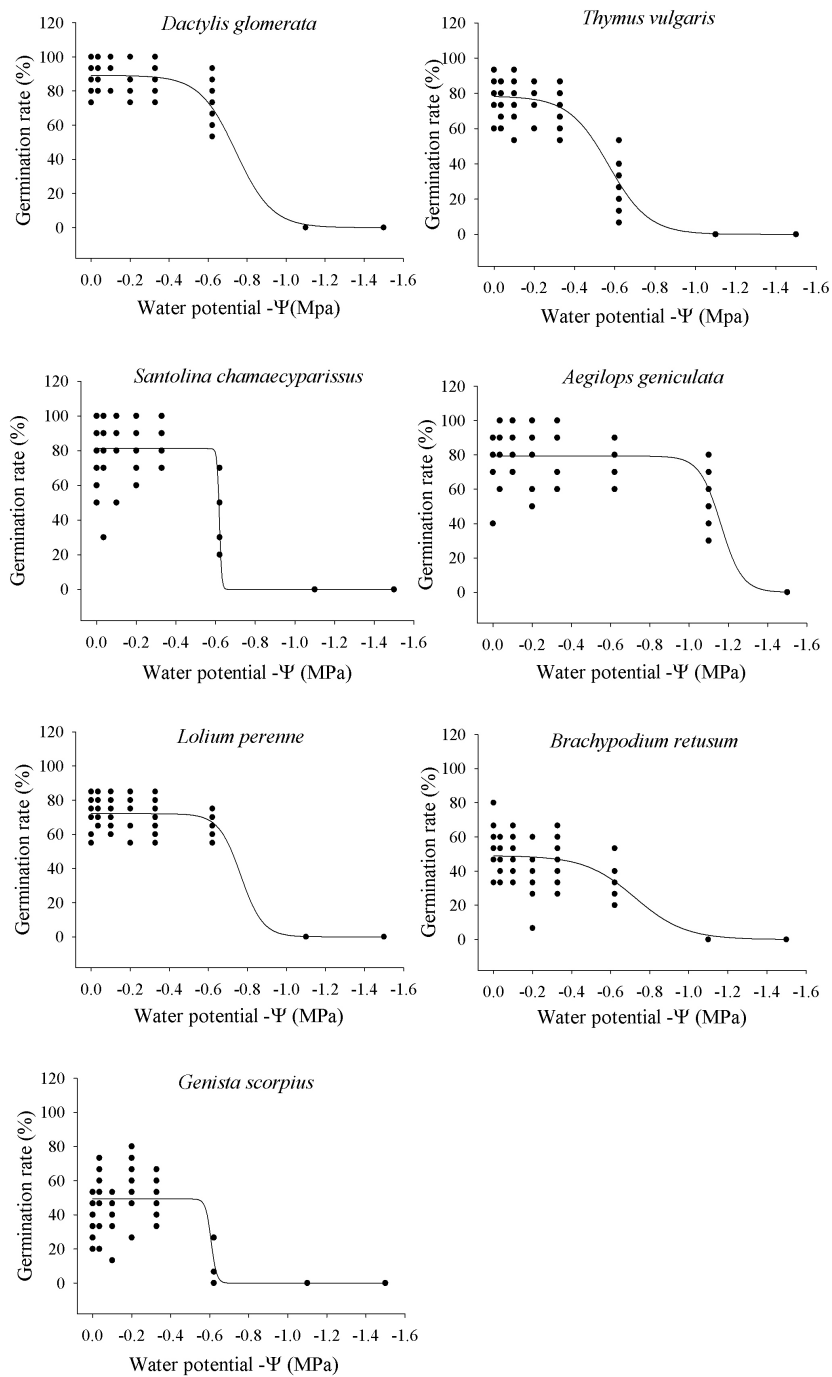 Dactylis glomerata
Germination rate (%)
120
100
80
60
40
20
0
0.0 -0.2 -0.4 -0.6 -0.8 -1.0 -1.2 -1.4 -1.6
Water potential -Ψ(Mpa)
Thymus vulgaris
Germination rate (%)
120
100
80
60
40
20
0
0.0 -0.2 -0.4 -0.6 -0.8 -1.0 -1.2 -1.4 -1.6
Water potential -Ψ (Mpa)
Santolina chamaecyparissus
Germination rate (%)
120
100
80
60
40
20
0
0.0 -0.2 -0.4 -0.6 -0.8 -1.0 -1.2 -1.4 -1.6
Water potential -Ψ (MPa)
Aegilops geniculata
Germination rate (%)
120
100
80
60
40
20
0
0.0 -0.2 -0.4 -0.6 -0.8 -1.0 -1.2 -1.4 -1.6
Water potential -Ψ (MPa)
Lolium perenne
Germination rate (%)
120
100
80
60
40
20
0
0.0 -0.2 -0.4 -0.6 -0.8 -1.0 -1.2 -1.4 -1.6
Water potential -Ψ (MPa)
Brachypodium retusum
Germination rate (%)
120
100
80
60
40
20
0
0.0 -0.2 -0.4 -0.6 -0.8 -1.0 -1.2 -1.4 -1.6
Water potential -Ψ (MPa)
Genista scorpius
Germination rate (%)
120
100
80
60
40
20
0
0.0 -0.2 -0.4 -0.6 -0.8 -1.0 -1.2 -1.4 -1.6
Water potential -Ψ (MPa)